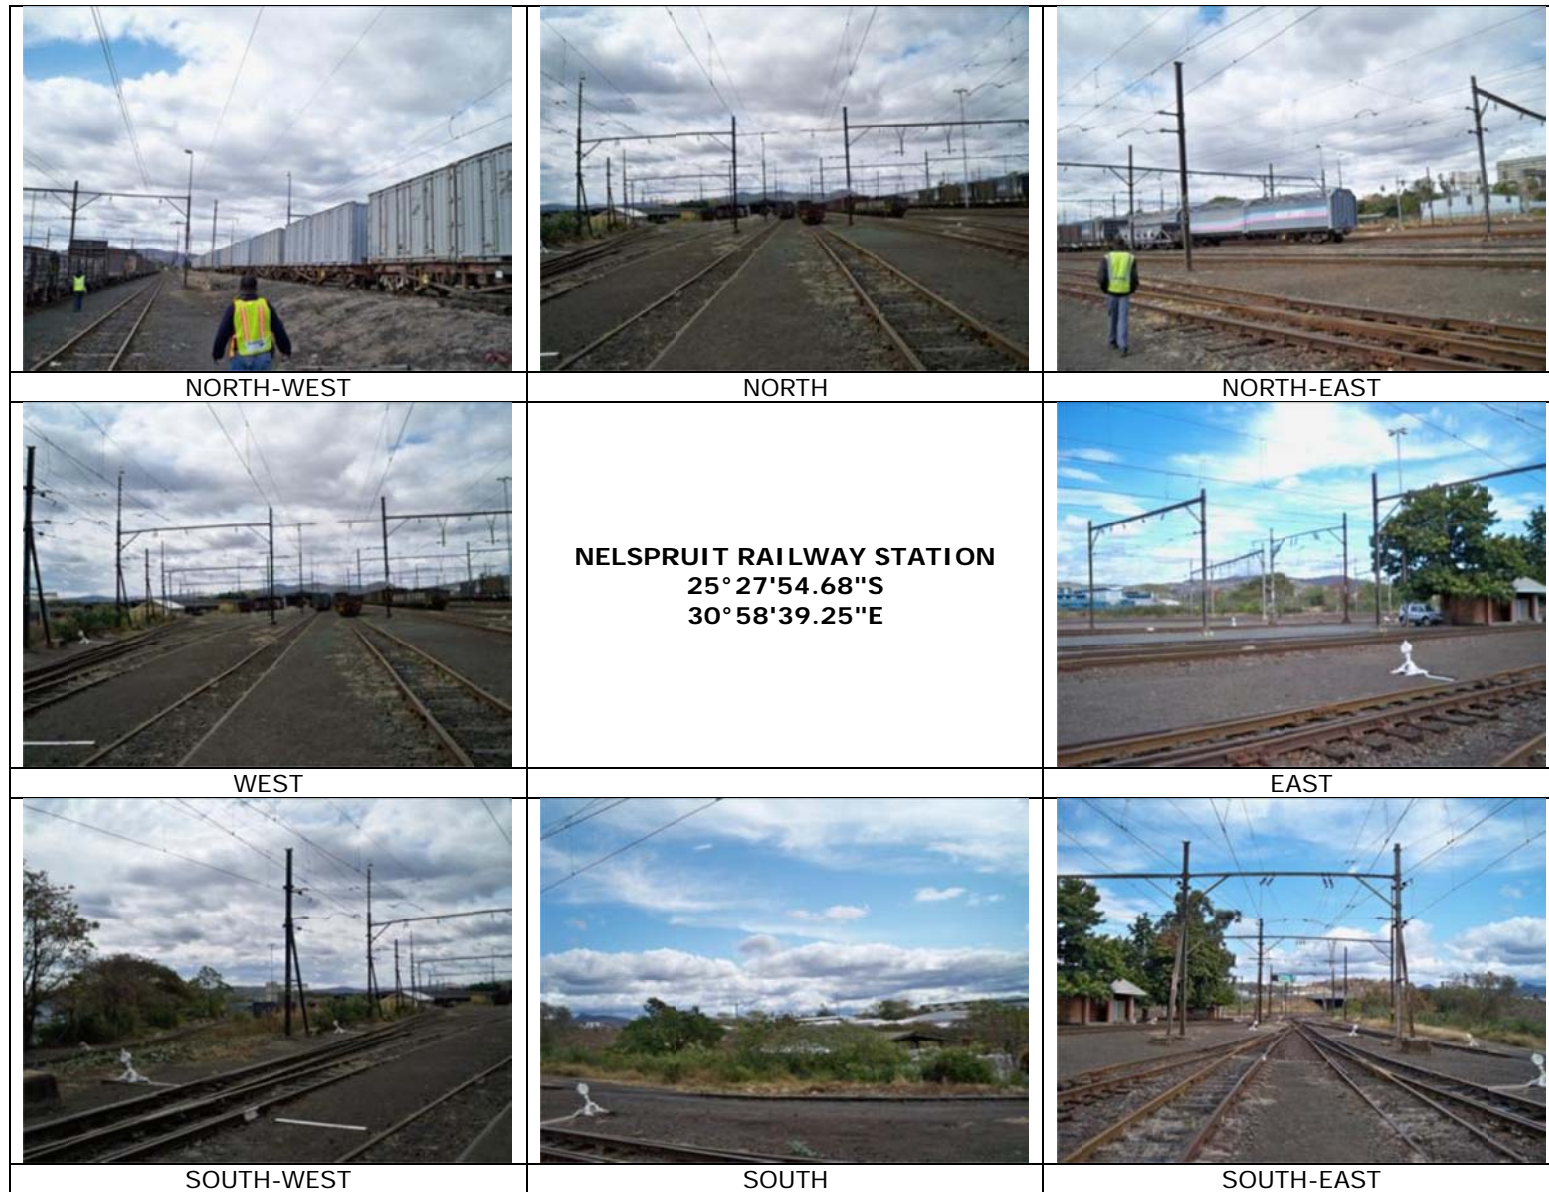 NORTH-WEST
NORTH
NORTH-EAST
NELSPRUIT RAILWAY STATION
25°27'54.68"S
30°58'39.25"E
WEST
EAST
SOUTH-WEST
SOUTH
SOUTH-EAST